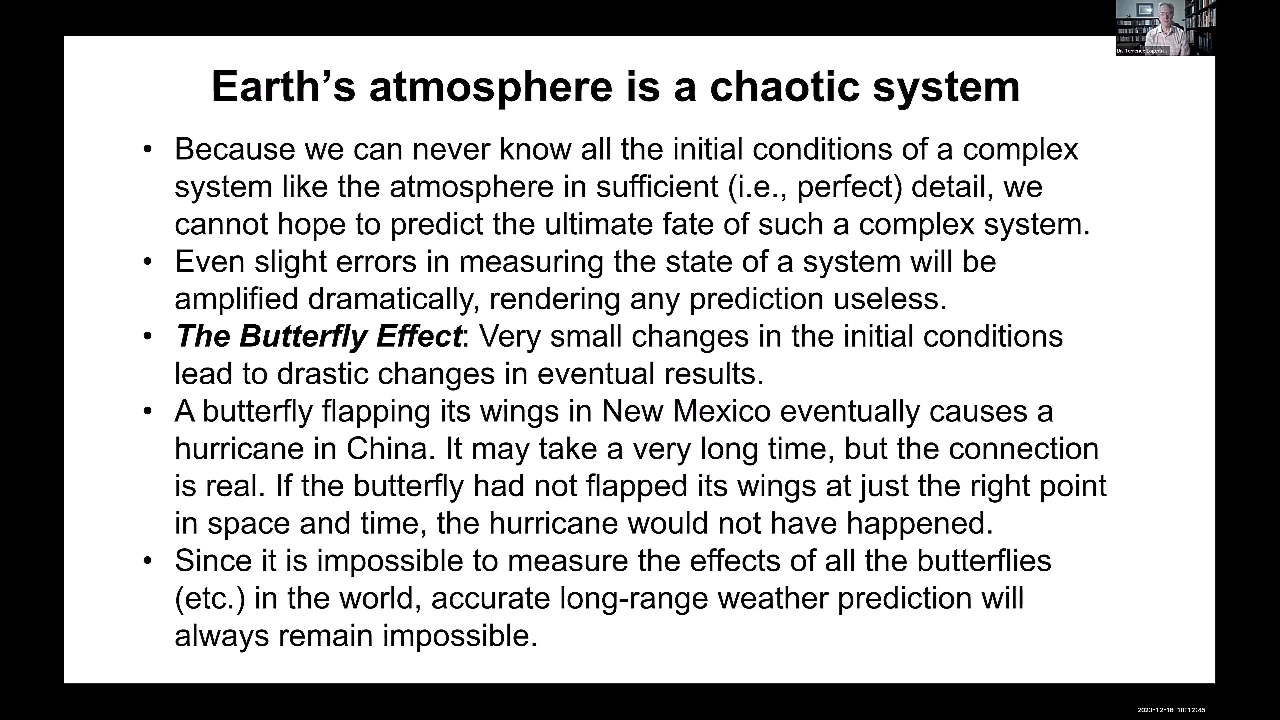 Earth’s atmosphere is a chaotic system
• Because we can never know all the initial conditions of a complex
system like the atmosphere in sufficient (i.e., perfect) detail, we
cannot hope to predict the ultimate fate of such a complex system.
• Even slight errors in measuring the state of a system will be
amplified dramatically, rendering any prediction useless.
• The Butterfly Effect: Very small changes in the initial conditions
lead to drastic changes in eventual results.
• A butterfly flapping its wings in New Mexico eventually causes a
hurricane in China. It may take a very long time, but the connection
is real. If the butterfly had not flapped its wings at just the right point
in space and time, the hurricane would not have happened.
• Since it is impossible to measure the effects of all the butterflies
(etc.) in the world, accurate long-range weather prediction will
always remain impossible.